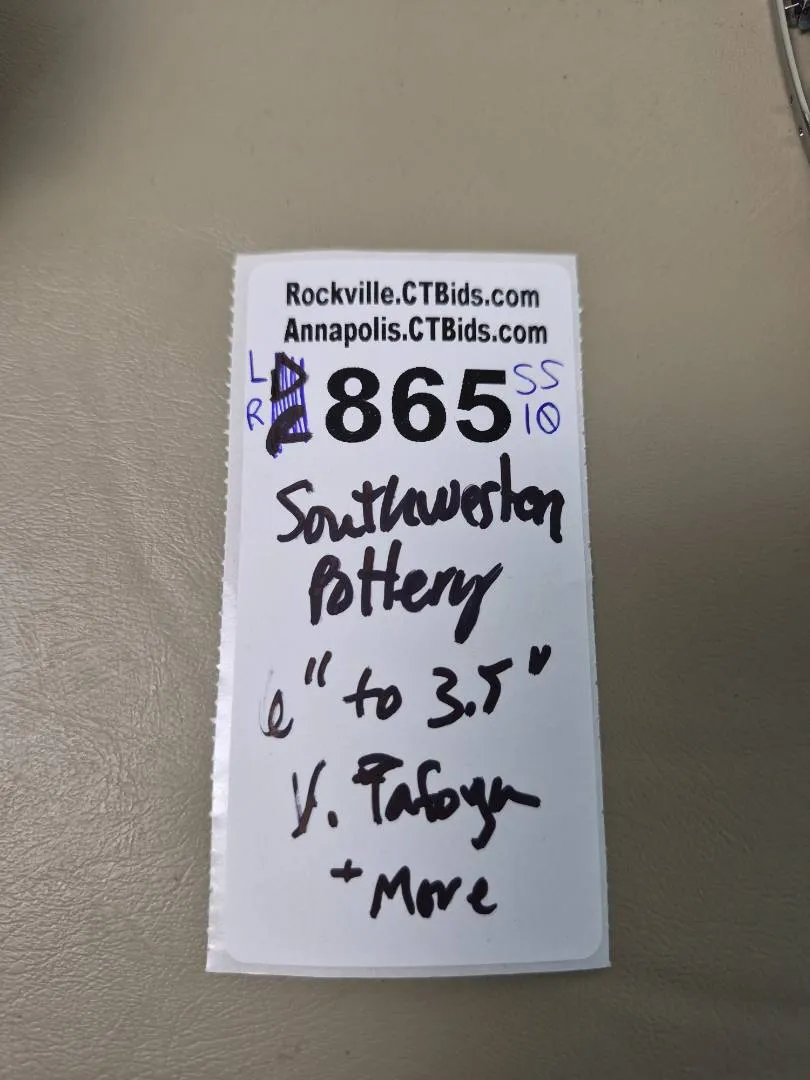 Rockville.CTBids.com
Annapolis.CTBids.com
L 865 SS
R 10
Southwestern
Pottery
6" to 3.5"
V. Tafoya
+ More